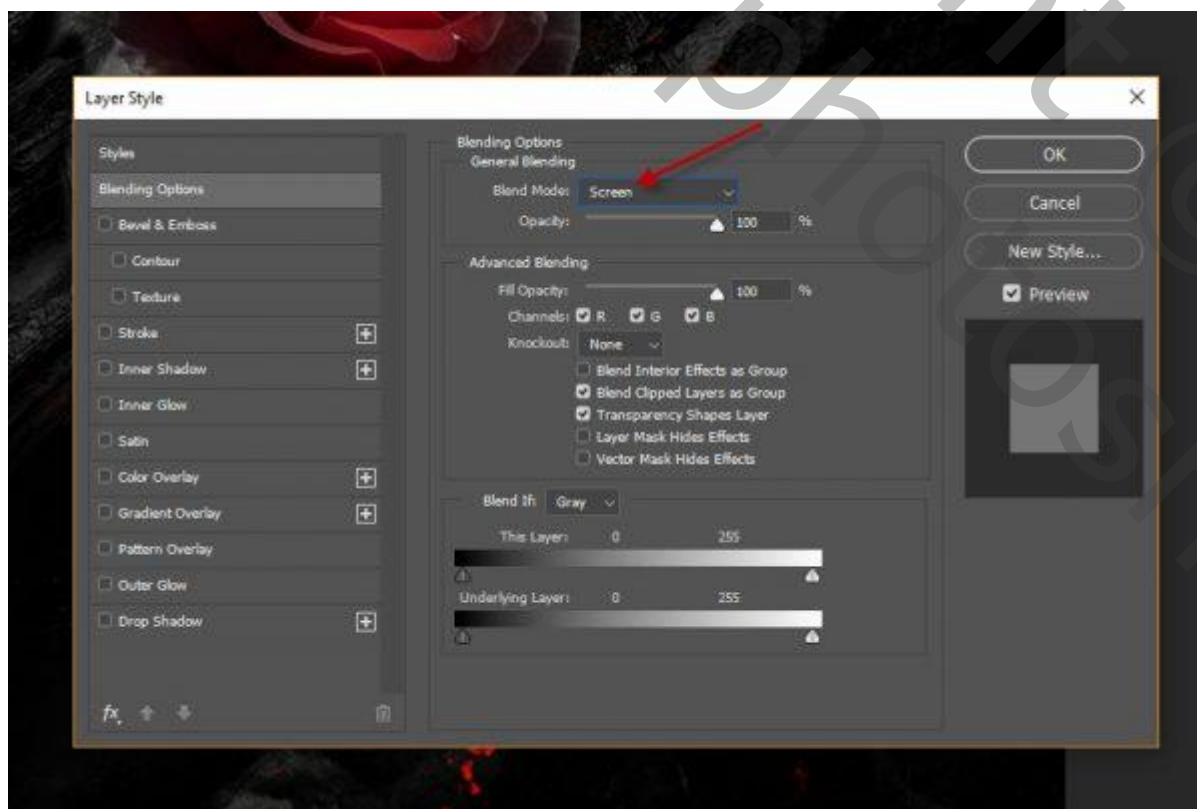 Layer Style
Styles
Blending Options
Bevel & Emboss
Contour
Texture
Stroke
Inner Shadow
Inner Glow
Satin
Color Overlay
Gradient Overlay
Pattern Overlay
Outer Glow
Drop Shadow
fx
Blending Options
General Blending
Blend Mode: Screen
Opacity: 100 %
Advanced Blending
Fill Opacity: 100 %
Channels: R G B
Knockout: None
Blend Interior Effects as Group
Blend Clipped Layers as Group
Transparency Shapes Layer
Layer Mask Hides Effects
Vector Mask Hides Effects
Blend If: Gray
This Layer: 0 255
Underlying Layer: 0 255
OK
Cancel
New Style...
Preview